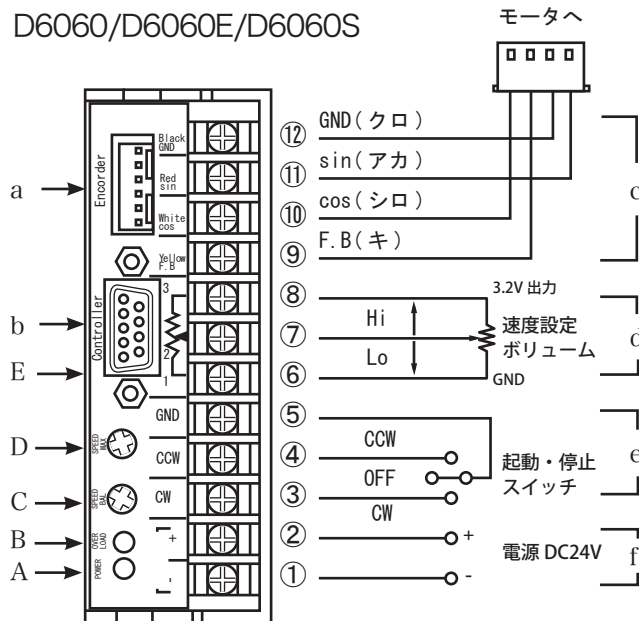 D6060/D6060E/D6060S
モータへ
Black
GND
Red
sin
White
cos
Yellow
F.B
Encorder
Controller
3
2
1
GND
CCW
CW
+
-
SPEED
MAX
SPEED
BAL
OVER
LOAD
POWER
a
b
E
D
C
B
A
⑫ GND(クロ)
⑪ sin(アカ)
⑩ cos(シロ)
⑨ F.B(キ)
⑧ 3.2V 出力
⑦ Hi
Lo
⑥ GND
速度設定
ボリューム
⑤
④ CCW
OFF
③ CW
起動・停止
スイッチ
② +
① -
電源 DC24V
c
d
e
f